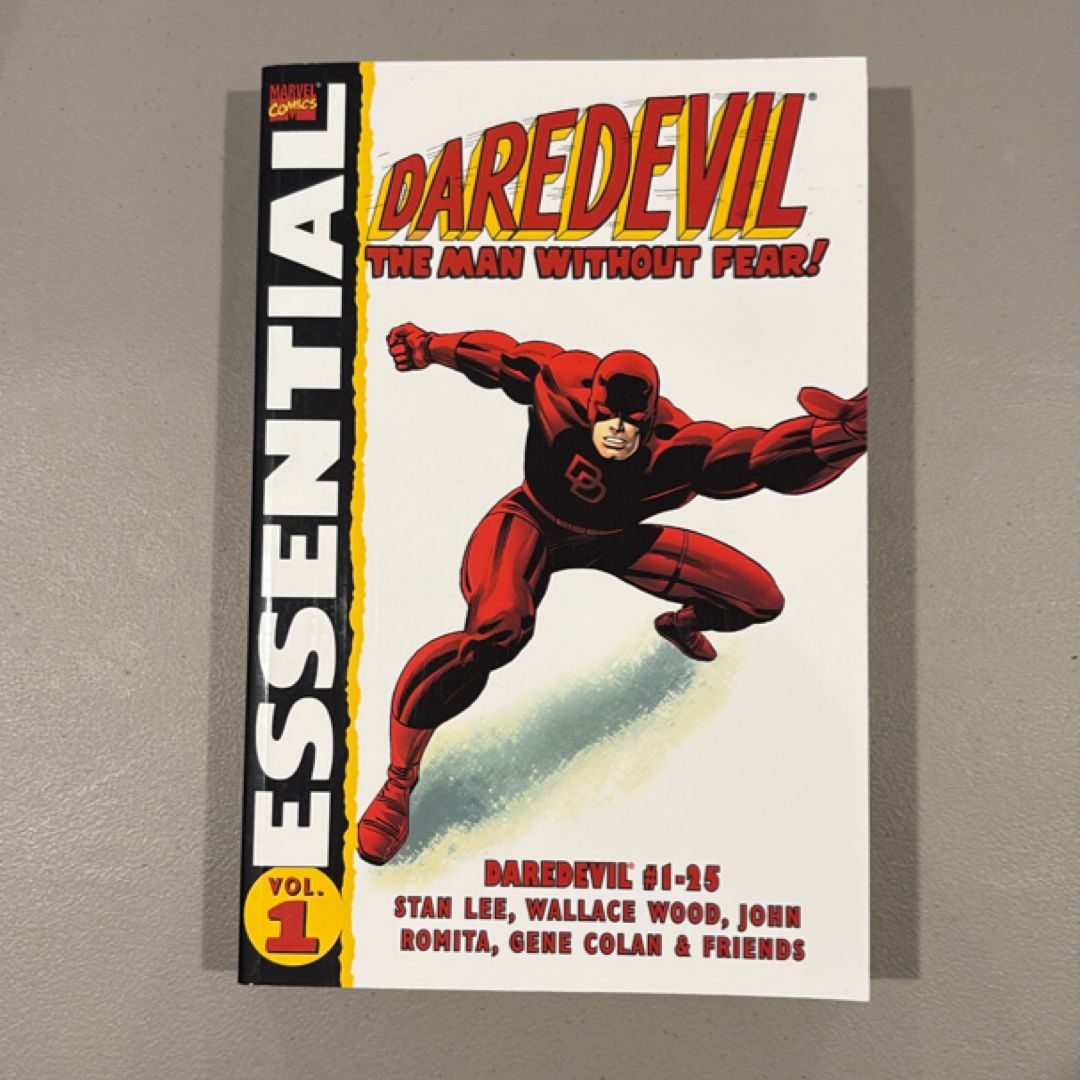 MARVEL®
COMICS
ESSENTIAL
VOL.
1
DAREDEVIL®
THE MAN WITHOUT FEAR!
DD
DAREDEVIL® #1-25
STAN LEE, WALLACE WOOD, JOHN
ROMITA, GENE COLAN & FRIENDS